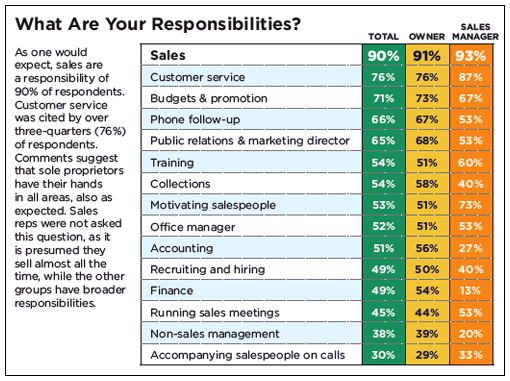 What Are Your Responsibilities?
As one would
expect, sales are
a responsibility of
90% of respondents.
Customer service
was cited by over
three-quarters (76%)
of respondents.
Comments suggest
that sole proprietors
have their hands
in all areas, also as
expected. Sales
reps were not asked
this question, as it
is presumed they
sell almost all the
time, while the other
groups have broader
responsibilities.
TOTAL OWNER SALES MANAGER
Sales 90% 91% 93%
Customer service 76% 76% 87%
Budgets & promotion 71% 73% 67%
Phone follow-up 66% 67% 53%
Public relations & marketing director 65% 68% 53%
Training 54% 51% 60%
Collections 54% 58% 40%
Motivating salespeople 53% 51% 73%
Office manager 52% 51% 53%
Accounting 51% 56% 27%
Recruiting and hiring 49% 50% 40%
Finance 49% 54% 13%
Running sales meetings 45% 44% 53%
Non-sales management 38% 39% 20%
Accompanying salespeople on calls 30% 29% 33%